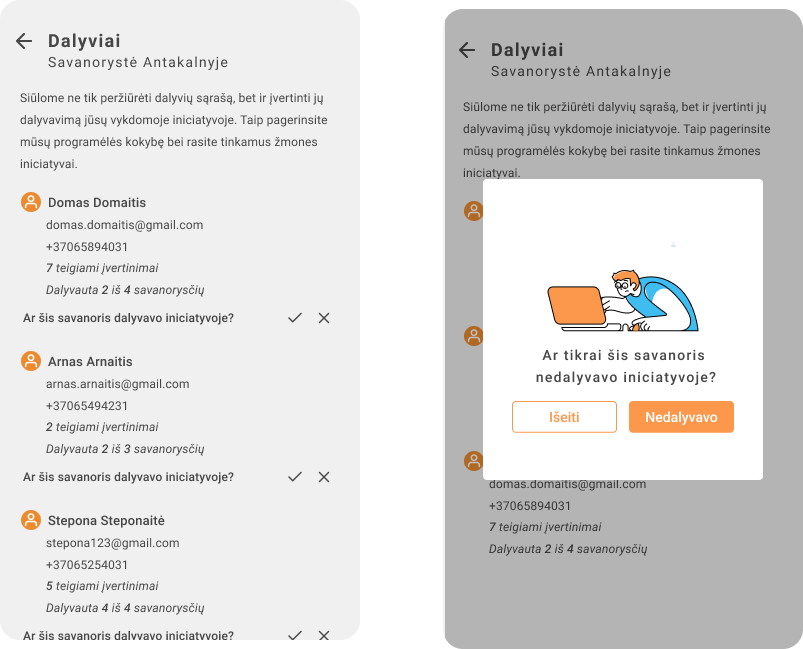 Dalyviai
Savanorystė Antakalnyje
Siūlome ne tik peržiūrėti dalyvių sąrašą, bet ir įvertinti jų
dalyvavimą jūsų vykdomoje iniciatyvoje. Taip pagerinsite
mūsų programėlės kokybę bei rasite tinkamus žmones
iniciatyvai.
Domas Domaitis
domas.domaitis@gmail.com
+37065894031
7 teigiami įvertinimai
Dalyvauta 2 iš 4 savanorysčių
Ar šis savanoris dalyvavo iniciatyvoje?
Arnas Arnaitis
arnas.arnaitis@gmail.com
+37065494231
2 teigiami įvertinimai
Dalyvauta 2 iš 3 savanorysčių
Ar šis savanoris dalyvavo iniciatyvoje?
Stepona Steponaitė
stepona123@gmail.com
+37065254031
5 teigiami įvertinimai
Dalyvauta 4 iš 4 savanorysčių
Ar šis savanoris dalyvavo iniciatyvoje?
Dalyviai
Savanorystė Antakalnyje
Siūlome ne tik peržiūrėti dalyvių sąrašą, bet ir įvertinti jų
dalyvavimą jūsų vykdomoje iniciatyvoje. Taip pagerinsite
mūsų programėlės kokybę bei rasite tinkamus žmones
iniciatyvai.
Ar tikrai šis savanoris
nedalyvavo iniciatyvoje?
Išeiti
Nedalyvavo
domas.domaitis@gmail.com
+37065894031
7 teigiami įvertinimai
Dalyvauta 2 iš 4 savanorysčių